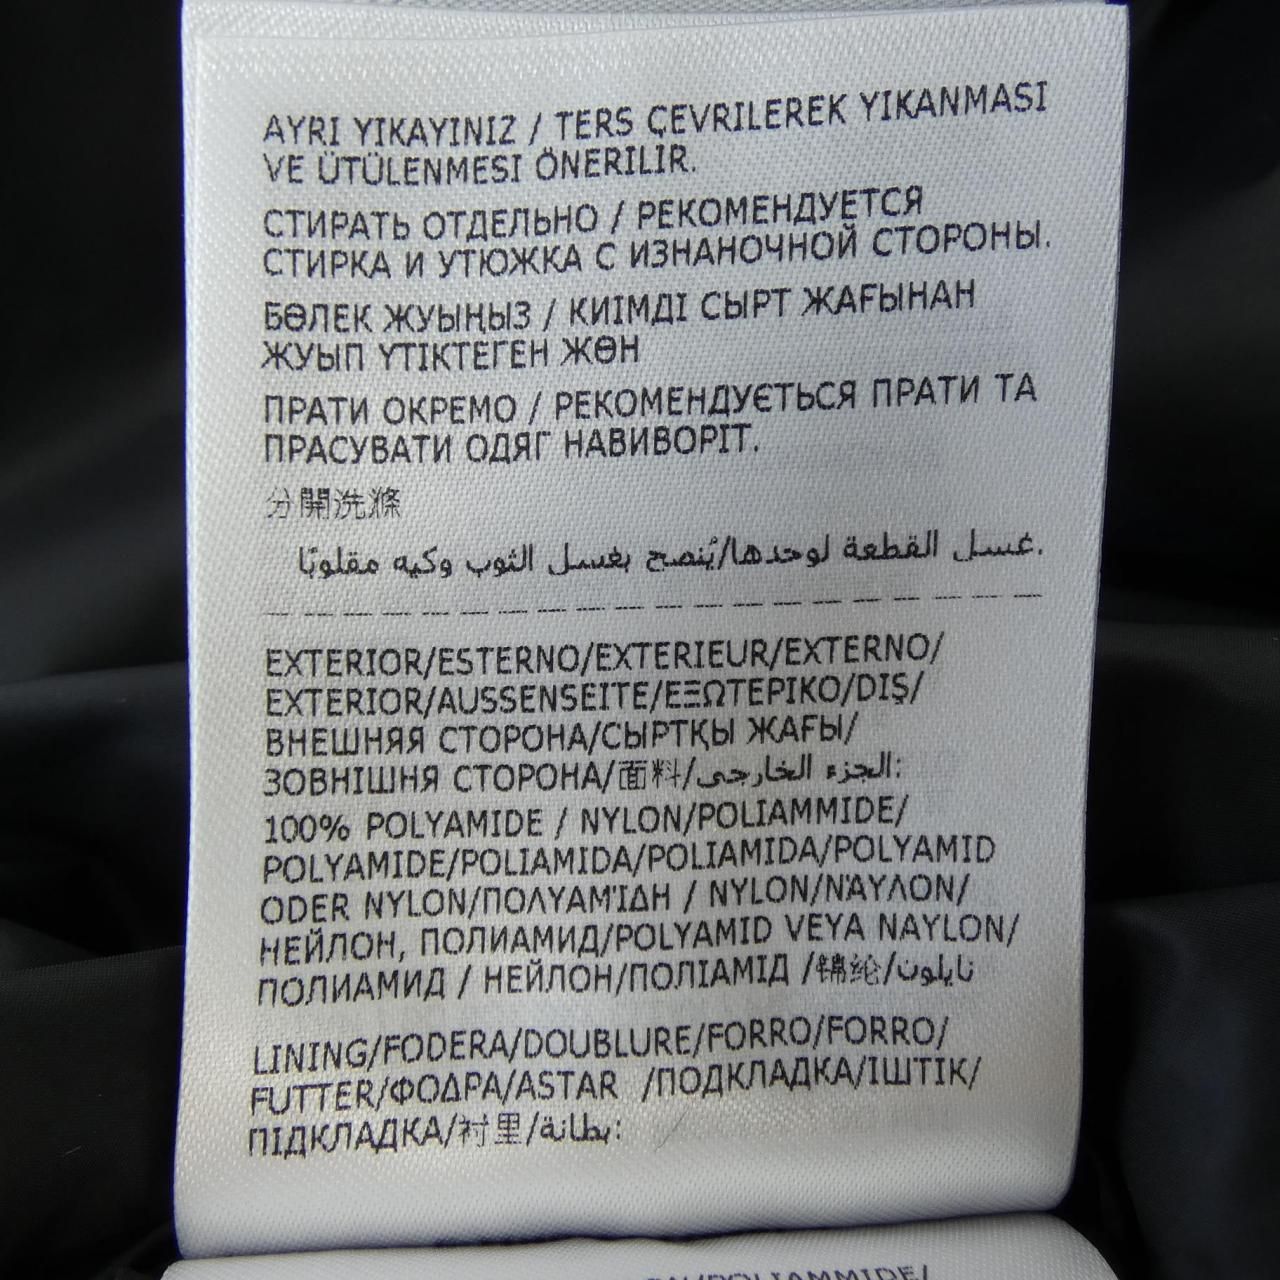 AYRI YIKAYINIZ / TERS ÇEVRILEREK YIKANMASI
VE ÜTÜLENMESI ÖNERILIR.
СТИРАТЬ ОТДЕЛЬНО / РЕКОМЕНДУЕТСЯ
СТИРКА И УТЮЖКА С ИЗНАНОЧНОЙ СТОРОНЫ.
БӨЛЕК ЖУЫҢЫЗ / КИІМДІ СЫРТ ЖАҒЫНАН
ЖУЫП ҮТІКТЕГЕН ЖӨН
ПРАТИ ОКРЕМО / РЕКОМЕНДУЄТЬСЯ ПРАТИ ТА
ПРАСУВАТИ ОДЯГ НАВИВОРІТ.
分開洗滌
غسل القطعة لوحدها/يُنصح بغسل الثوب وكيه مقلوبًا.
EXTERIOR/ESTERNO/EXTERIEUR/EXTERNO/
EXTERIOR/AUSSENSEITE/ΕΞΩΤΕΡΙΚΟ/DIŞ/
ВНЕШНЯЯ СТОРОНА/СЫРТҚЫ ЖАҒЫ/
ЗОВНІШНЯ СТОРОНА/面料/الجزء الخارجى:
100% POLYAMIDE / NYLON/POLIAMMIDE/
POLYAMIDE/POLIAMIDA/POLIAMIDA/POLYAMID
ODER NYLON/ΠΟΛΥΑΜΊΔΗ / NYLON/ΝΆΥΛΟΝ/
НЕЙЛОН, ПОЛИАМИД/POLYAMID VEYA NAYLON/
ПОЛИАМИД / НЕЙЛОН/ПОЛІАМІД /锦纶/نايلون
LINING/FODERA/DOUBLURE/FORRO/FORRO/
FUTTER/ΦΟΔΡΑ/ASTAR /ПОДКЛАДКА/ІШТІК/
ПІДКЛАДКА/衬里/بطانة: